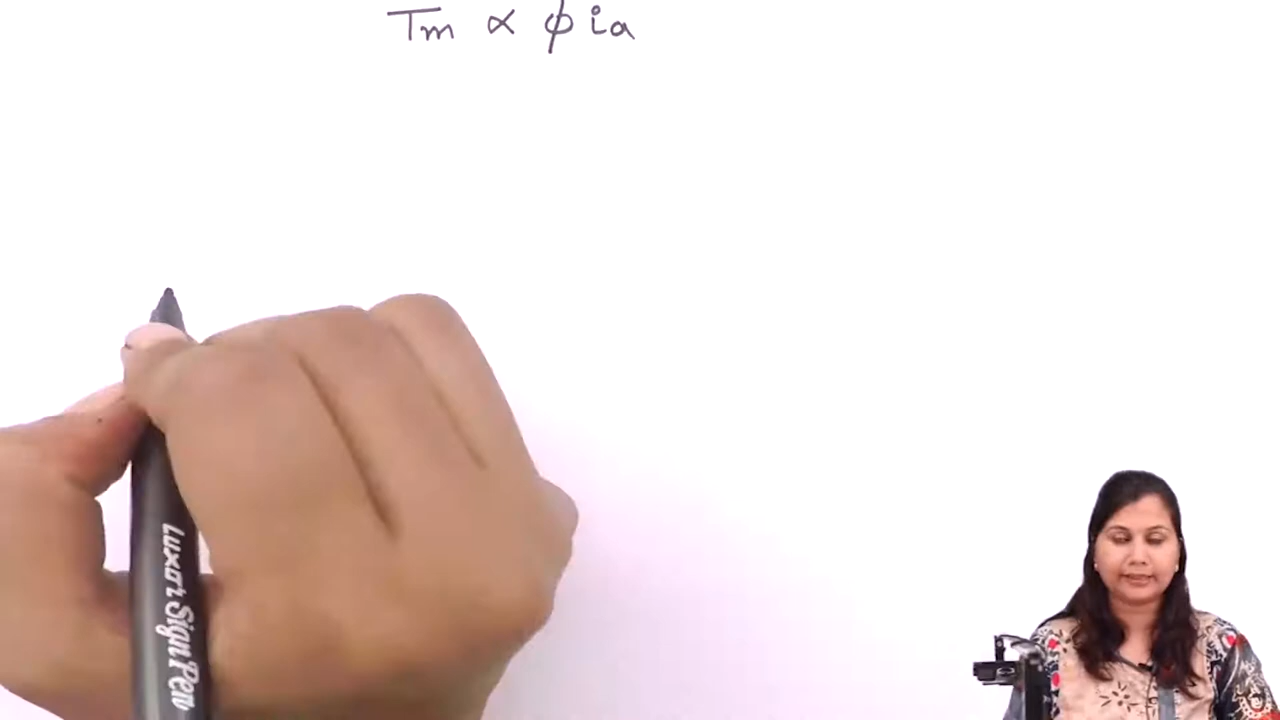 Tm ∝ ϕ ia
Luxor Sign Pen